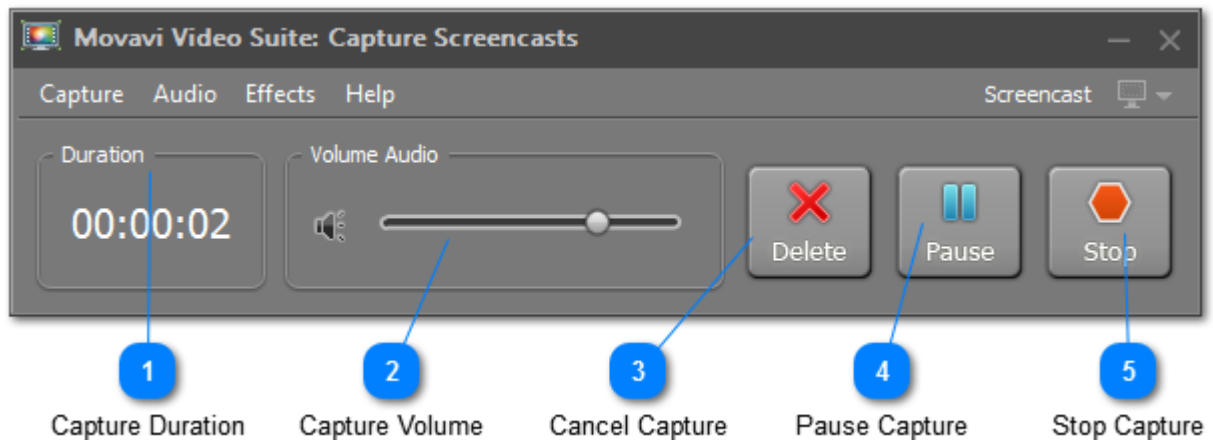 Movavi Video Suite: Capture Screencasts
Capture Audio Effects Help Screencast
Duration Volume Audio
00:00:02
Delete Pause Stop
1 2 3 4 5
Capture Duration Capture Volume Cancel Capture Pause Capture Stop Capture